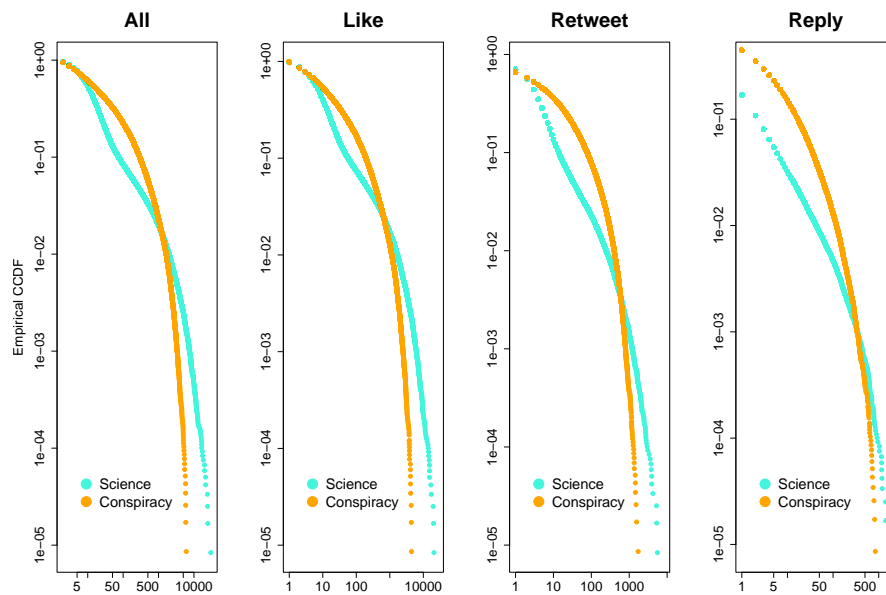 All
Like
Retweet
Reply
Empirical CCDF
1e+00
1e-01
1e-02
1e-03
1e-04
1e-05
Science
Conspiracy
5 50 500 10000
1e+00
1e-01
1e-02
1e-03
1e-04
1e-05
Science
Conspiracy
1 10 100 10000
1e+00
1e-01
1e-02
1e-03
1e-04
1e-05
Science
Conspiracy
1 10 100 1000
1e-01
1e-02
1e-03
1e-04
1e-05
Science
Conspiracy
1 5 50 500